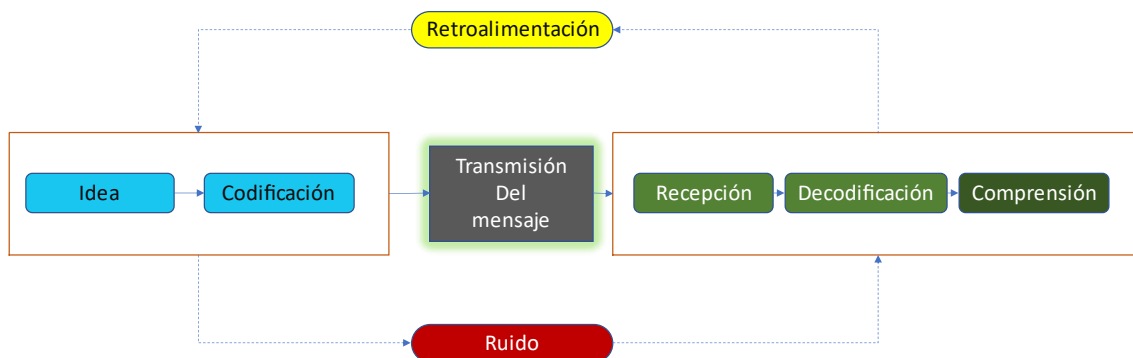 Retroalimentación
Idea
Codificación
Transmisión
Del
mensaje
Recepción
Decodificación
Comprensión
Ruido